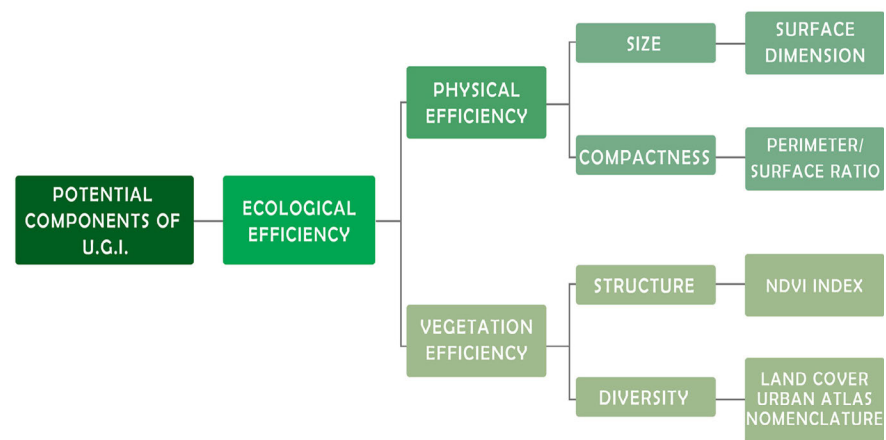 POTENTIAL
COMPONENTS OF
U.G.I.
ECOLOGICAL
EFFICIENCY
PHYSICAL
EFFICIENCY
SIZE
SURFACE
DIMENSION
COMPACTNESS
PERIMETER/
SURFACE RATIO
VEGETATION
EFFICIENCY
STRUCTURE
NDVI INDEX
DIVERSITY
LAND COVER
URBAN ATLAS
NOMENCLATURE